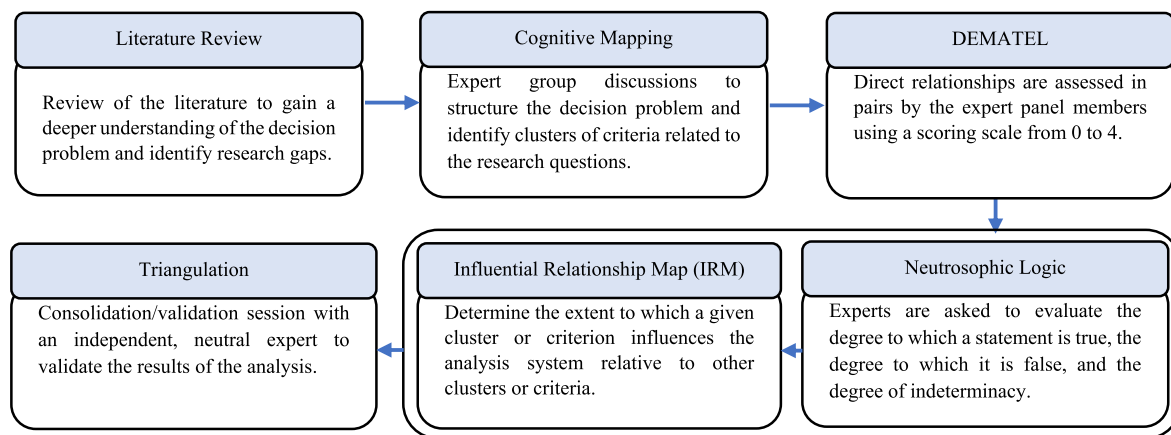 Literature Review
Review of the literature to gain a
deeper understanding of the decision
problem and identify research gaps.
Cognitive Mapping
Expert group discussions to
structure the decision problem and
identify clusters of criteria related to
the research questions.
DEMATEL
Direct relationships are assessed in
pairs by the expert panel members
using a scoring scale from 0 to 4.
Neutrosophic Logic
Experts are asked to evaluate the
degree to which a statement is true, the
degree to which it is false, and the
degree of indeterminacy.
Influential Relationship Map (IRM)
Determine the extent to which a given
cluster or criterion influences the
analysis system relative to other
clusters or criteria.
Triangulation
Consolidation/validation session with
an independent, neutral expert to
validate the results of the analysis.